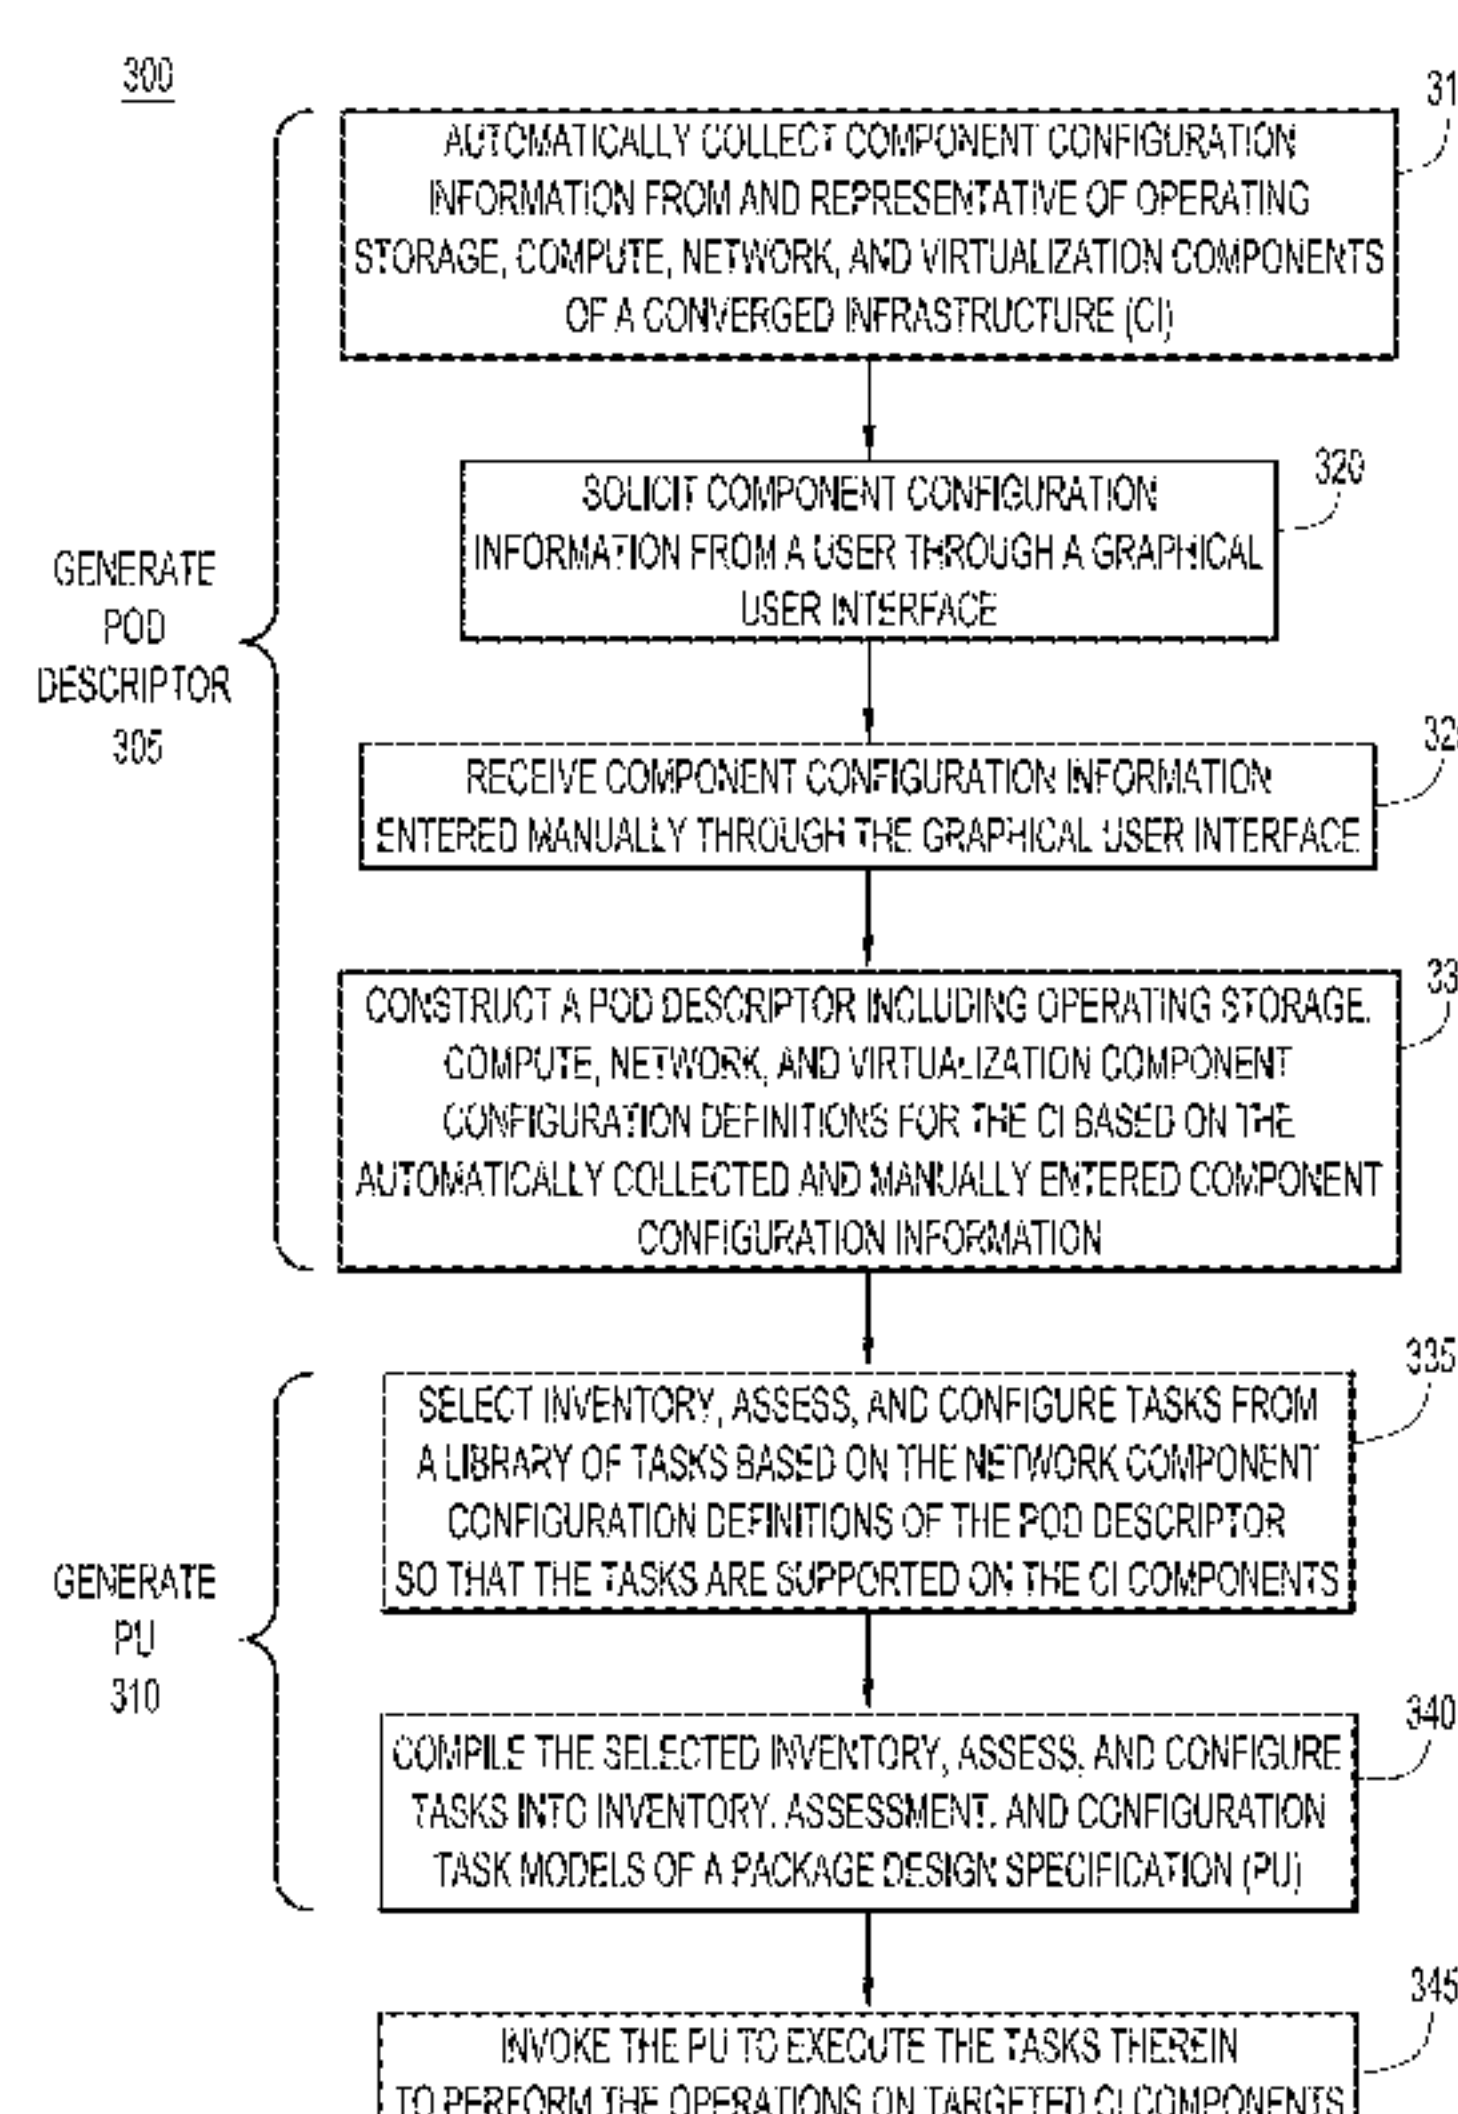 300
31
AUTOMATICALLY COLLECT COMPONENT CONFIGURATION
INFORMATION FROM AND REPRESENTATIVE OF OPERATING
STORAGE, COMPUTE, NETWORK, AND VIRTUALIZATION COMPONENTS
OF A CONVERGED INFRASTRUCTURE (CI)
320
SOLICIT COMPONENT CONFIGURATION
INFORMATION FROM A USER THROUGH A GRAPHICAL
USER INTERFACE
GENERATE
POD
DESCRIPTOR
305
32
RECEIVE COMPONENT CONFIGURATION INFORMATION
ENTERED MANUALLY THROUGH THE GRAPHICAL USER INTERFACE
33
CONSTRUCT A POD DESCRIPTOR INCLUDING OPERATING STORAGE,
COMPUTE, NETWORK, AND VIRTUALIZATION COMPONENT
CONFIGURATION DEFINITIONS FOR THE CI BASED ON THE
AUTOMATICALLY COLLECTED AND MANUALLY ENTERED COMPONENT
CONFIGURATION INFORMATION
335
SELECT INVENTORY, ASSESS, AND CONFIGURE TASKS FROM
A LIBRARY OF TASKS BASED ON THE NETWORK COMPONENT
CONFIGURATION DEFINITIONS OF THE POD DESCRIPTOR
SO THAT THE TASKS ARE SUPPORTED ON THE CI COMPONENTS
GENERATE
PU
310
340
COMPILE THE SELECTED INVENTORY, ASSESS, AND CONFIGURE
TASKS INTO INVENTORY, ASSESSMENT, AND CONFIGURATION
TASK MODELS OF A PACKAGE DESIGN SPECIFICATION (PU)
345
INVOKE THE PU TO EXECUTE THE TASKS THEREIN
TO PERFORM THE OPERATIONS ON TARGETED CI COMPONENTS